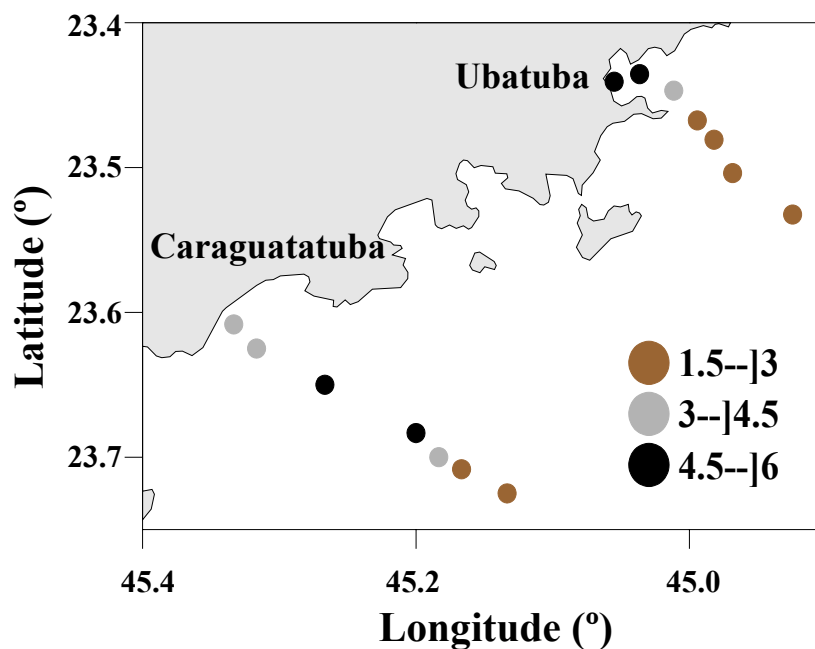 23.4
Ubatuba
23.5
Caraguatatuba
23.6
1.5--]3
3--]4.5
23.7
4.5--]6
45.4 45.2 45.0
Latitude (º)
Longitude (º)